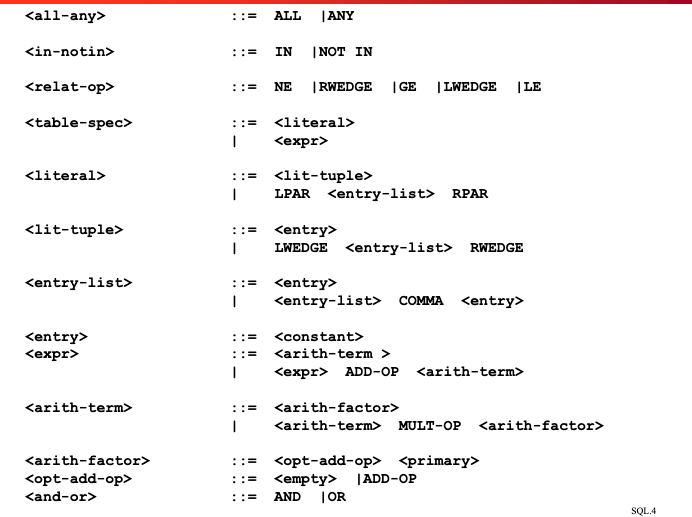 <all-any> ::= ALL |ANY
<in-notin> ::= IN |NOT IN
<relat-op> ::= NE |RWEDGE |GE |LWEDGE |LE
<table-spec> ::= <literal>
| <expr>
<literal> ::= <lit-tuple>
| LPAR <entry-list> RPAR
<lit-tuple> ::= <entry>
| LWEDGE <entry-list> RWEDGE
<entry-list> ::= <entry>
| <entry-list> COMMA <entry>
<entry> ::= <constant>
<expr> ::= <arith-term >
| <expr> ADD-OP <arith-term>
<arith-term> ::= <arith-factor>
| <arith-term> MULT-OP <arith-factor>
<arith-factor> ::= <opt-add-op> <primary>
<opt-add-op> ::= <empty> |ADD-OP
<and-or> ::= AND |OR
SQL.4